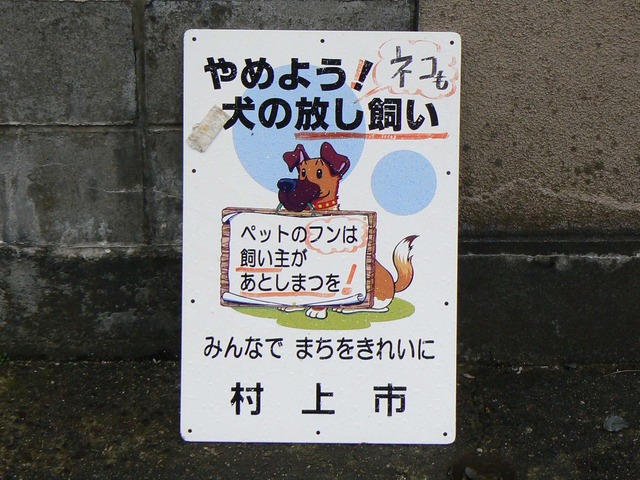 やめよう!
ネコも
犬の放し飼い
ペットのフンは
飼い主が
あとしまつを!
みんなで まちをきれいに
村上市